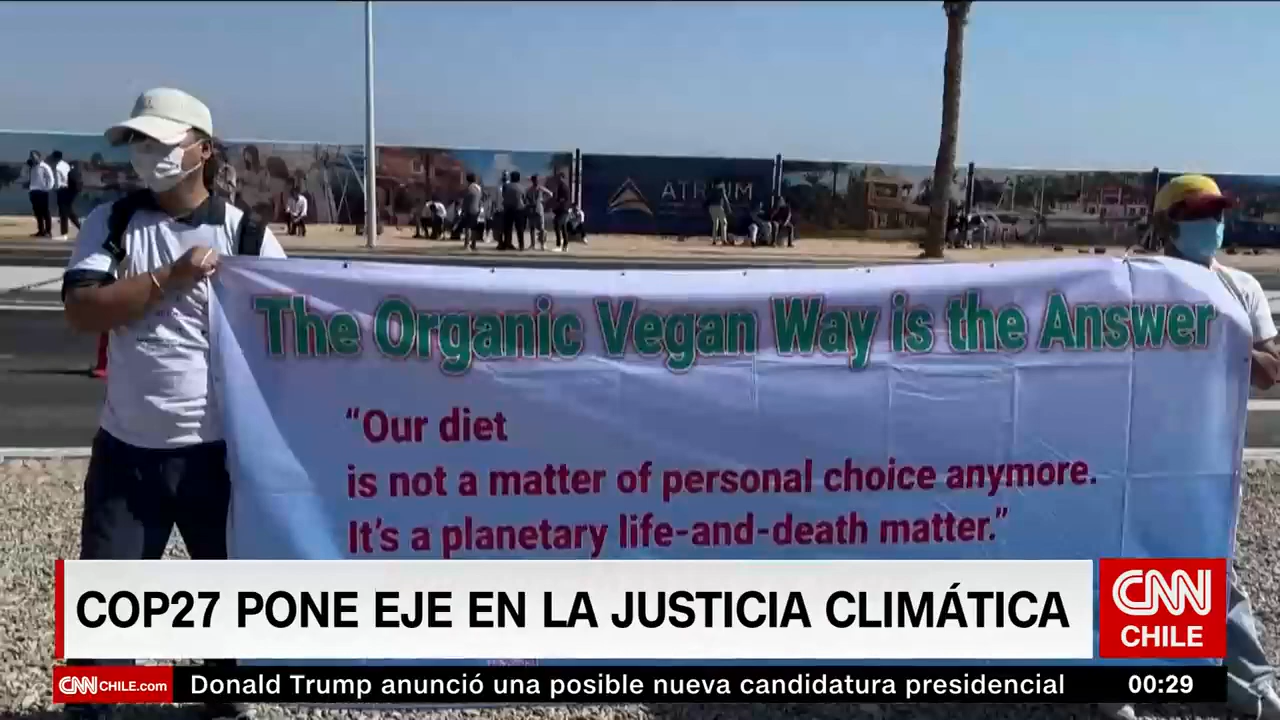 ATRIUM
The Organic Vegan Way is the Answer
“Our diet
is not a matter of personal choice anymore.
It’s a planetary life-and-death matter.”
COP27 PONE EJE EN LA JUSTICIA CLIMÁTICA
CNN
CHILE
CNNCHILE.com
Donald Trump anunció una posible nueva candidatura presidencial
00:29